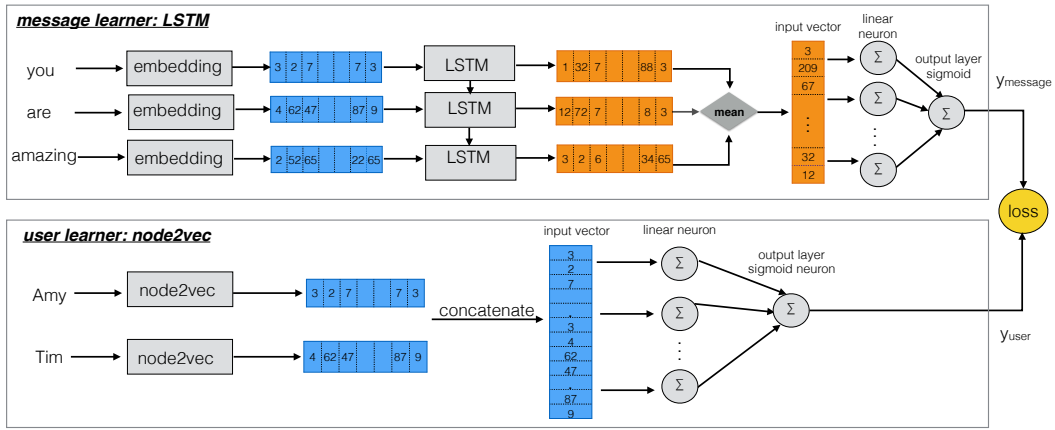 message learner: LSTM
you
embedding
3 2 7 7 3
LSTM
1 32 7 88 3
are
embedding
4 62 47 87 9
LSTM
12 72 7 8 3
amazing
embedding
2 52 65 22 65
LSTM
3 2 6 34 65
mean
input vector
3
209
67
.
.
.
32
12
linear
neuron
Σ
Σ
.
.
.
Σ
output layer
sigmoid
Σ
ymessage
loss
user learner: node2vec
Amy
node2vec
3 2 7 7 3
Tim
node2vec
4 62 47 87 9
concatenate
input vector
3
2
7
.
3
4
62
47
.
87
9
linear neuron
Σ
Σ
.
.
.
Σ
output layer
sigmoid neuron
Σ
yuser